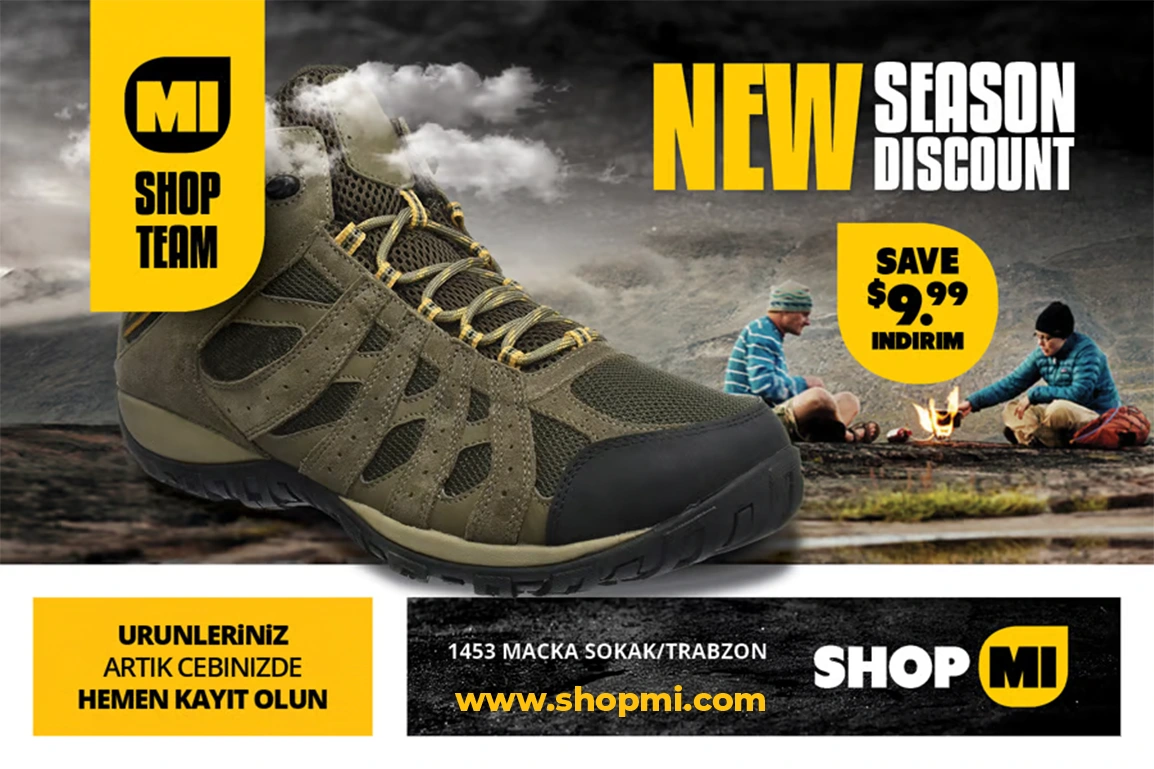 MI
SHOP
TEAM
NEW
SEASON
DISCOUNT
SAVE
$9.99
INDIRIM
URUNLERiNiZ
ARTIK CEBINIZDE
HEMEN KAYIT OLUN
1453 MACKA SOKAK/TRABZON
www.shopmi.com
SHOP MI